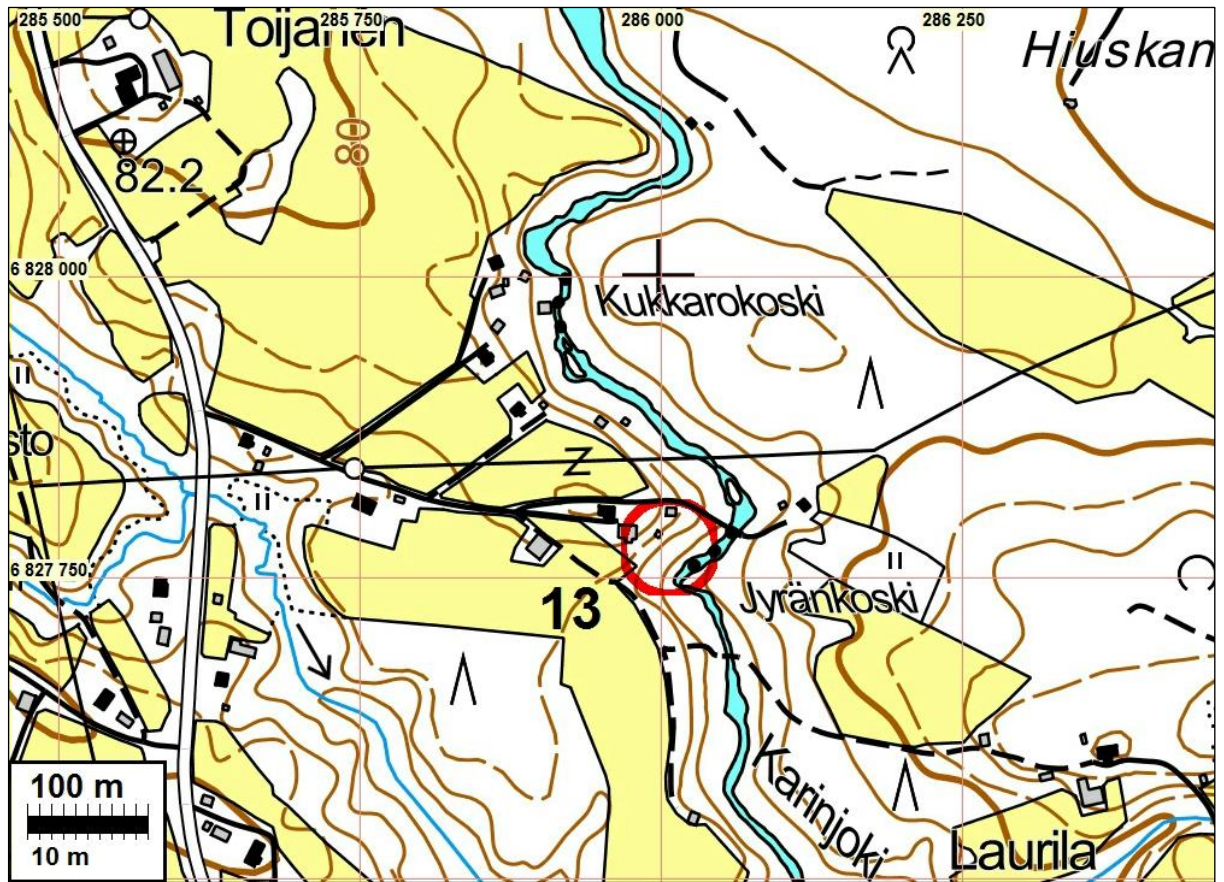 285 500
285 750
286 000
286 250
Toijanen
Hiuskan
80
82.2
6 828 000
Kukkarokoski
sto
6 827 750
13
Jyränkoski
Karinjoki
Laurila
100 m
10 m